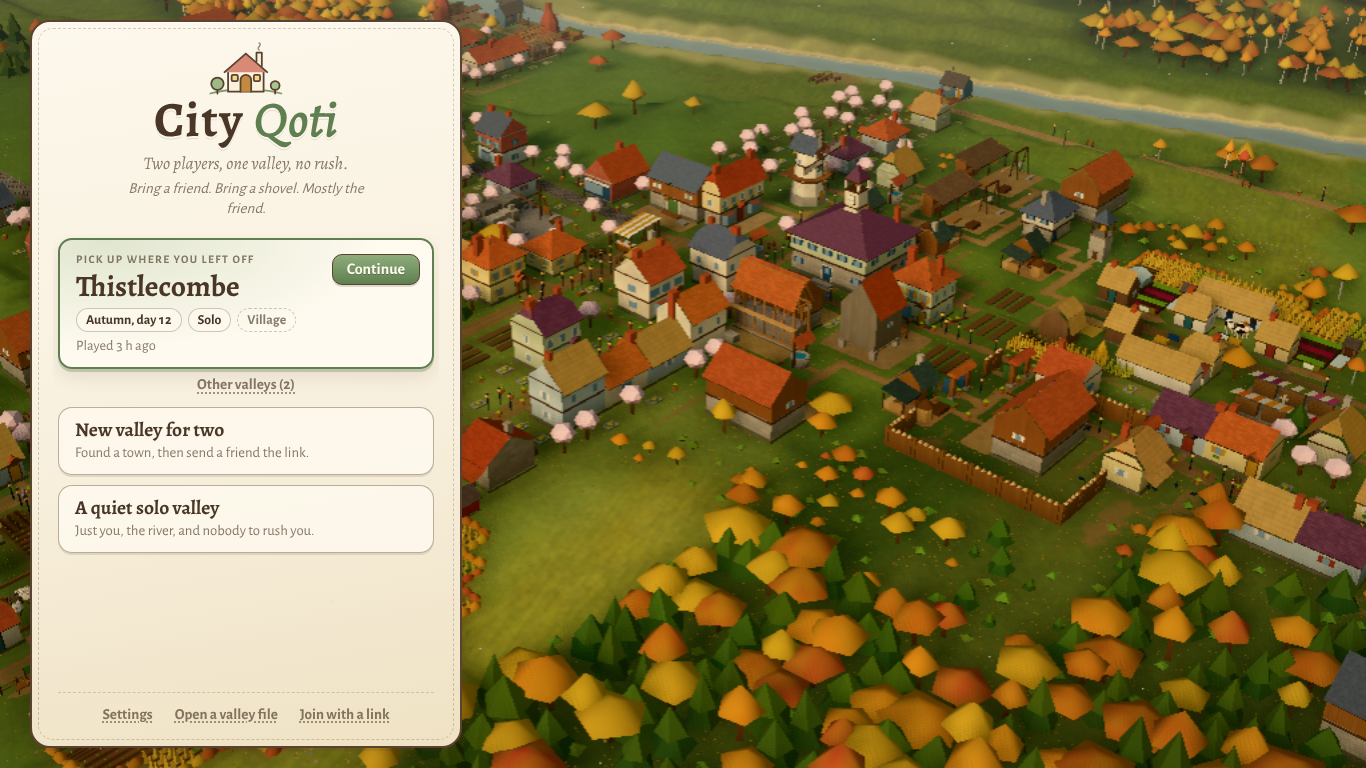 City Qoti
Two players, one valley, no rush.
Bring a friend. Bring a shovel. Mostly the
friend.
PICK UP WHERE YOU LEFT OFF
Continue
Thistlecombe
Autumn, day 12
Solo
Village
Played 3 h ago
Other valleys (2)
New valley for two
Found a town, then send a friend the link.
A quiet solo valley
Just you, the river, and nobody to rush you.
Settings
Open a valley file
Join with a link